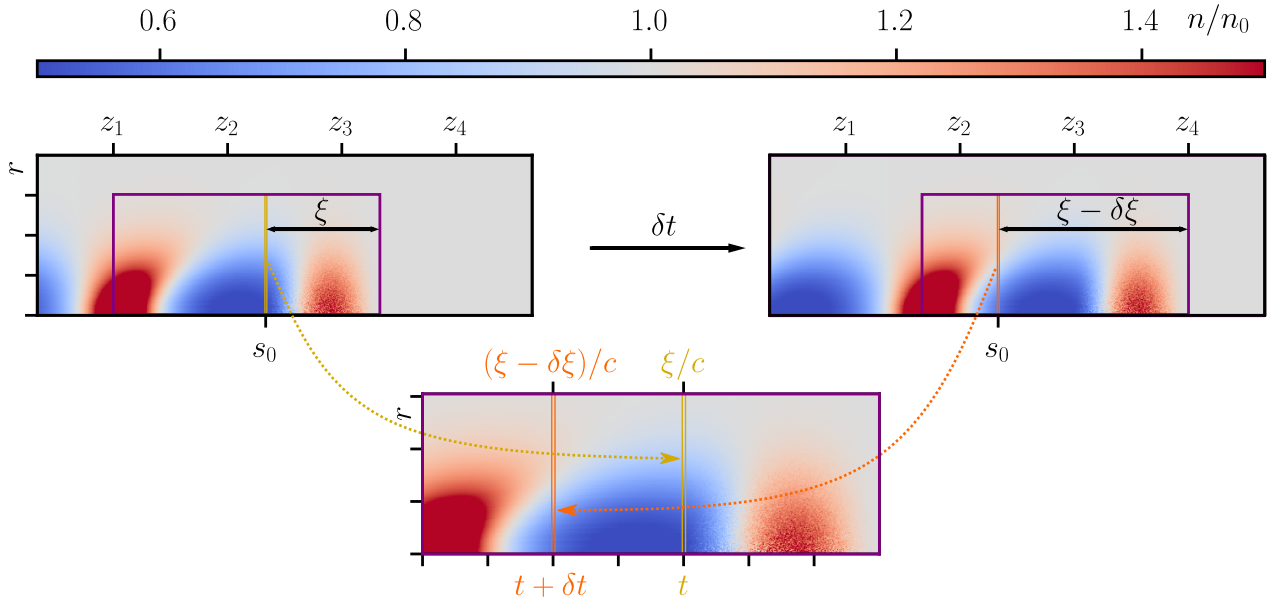 0.6 0.8 1.0 1.2 1.4 n/n₀
z₁ z₂ z₃ z₄
r
ξ
s₀
δt
z₁ z₂ z₃ z₄
ξ − δξ
s₀
(ξ − δξ)/c ξ/c
r
t + δt t